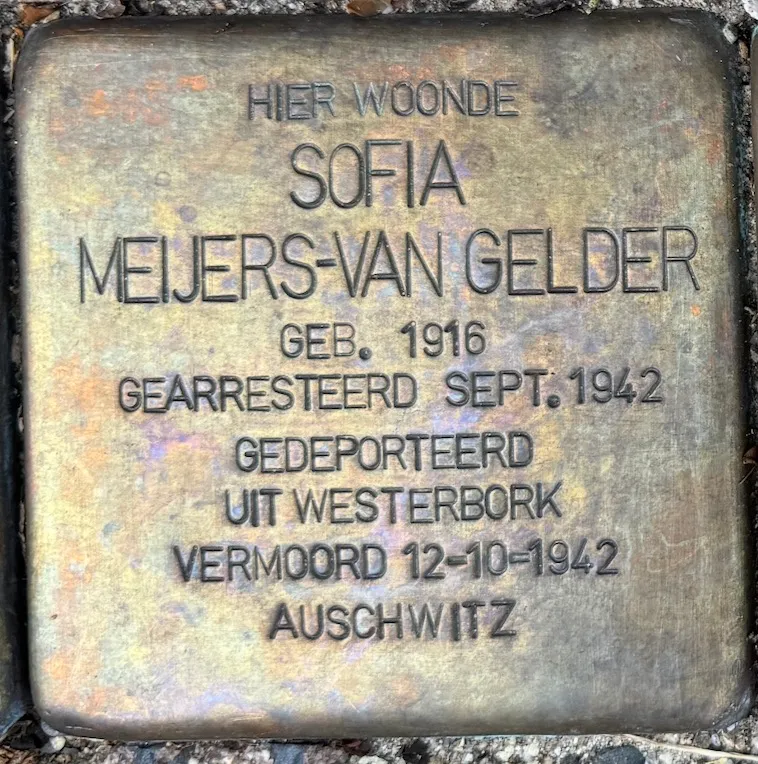 HIER WOONDE
SOFIA
MEIJERS-VAN GELDER
GEB. 1916
GEARRESTEERD SEPT. 1942
GEDEPORTEERD
UIT WESTERBORK
VERMOORD 12-10-1942
AUSCHWITZ